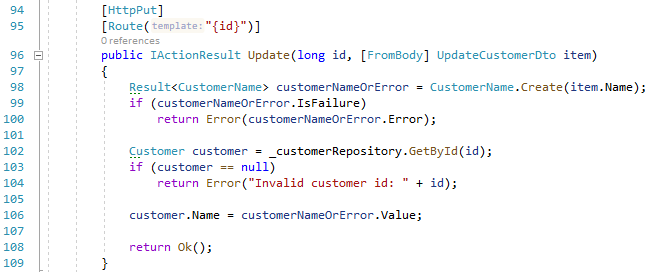 94 [HttpPut]
95 [Route(template:"{id}")]
0 references
96 public IActionResult Update(long id, [FromBody] UpdateCustomerDto item)
97 {
98 Result<CustomerName> customerNameOrError = CustomerName.Create(item.Name);
99 if (customerNameOrError.IsFailure)
100 return Error(customerNameOrError.Error);
101
102 Customer customer = _customerRepository.GetById(id);
103 if (customer == null)
104 return Error("Invalid customer id: " + id);
105
106 customer.Name = customerNameOrError.Value;
107
108 return Ok();
109 }